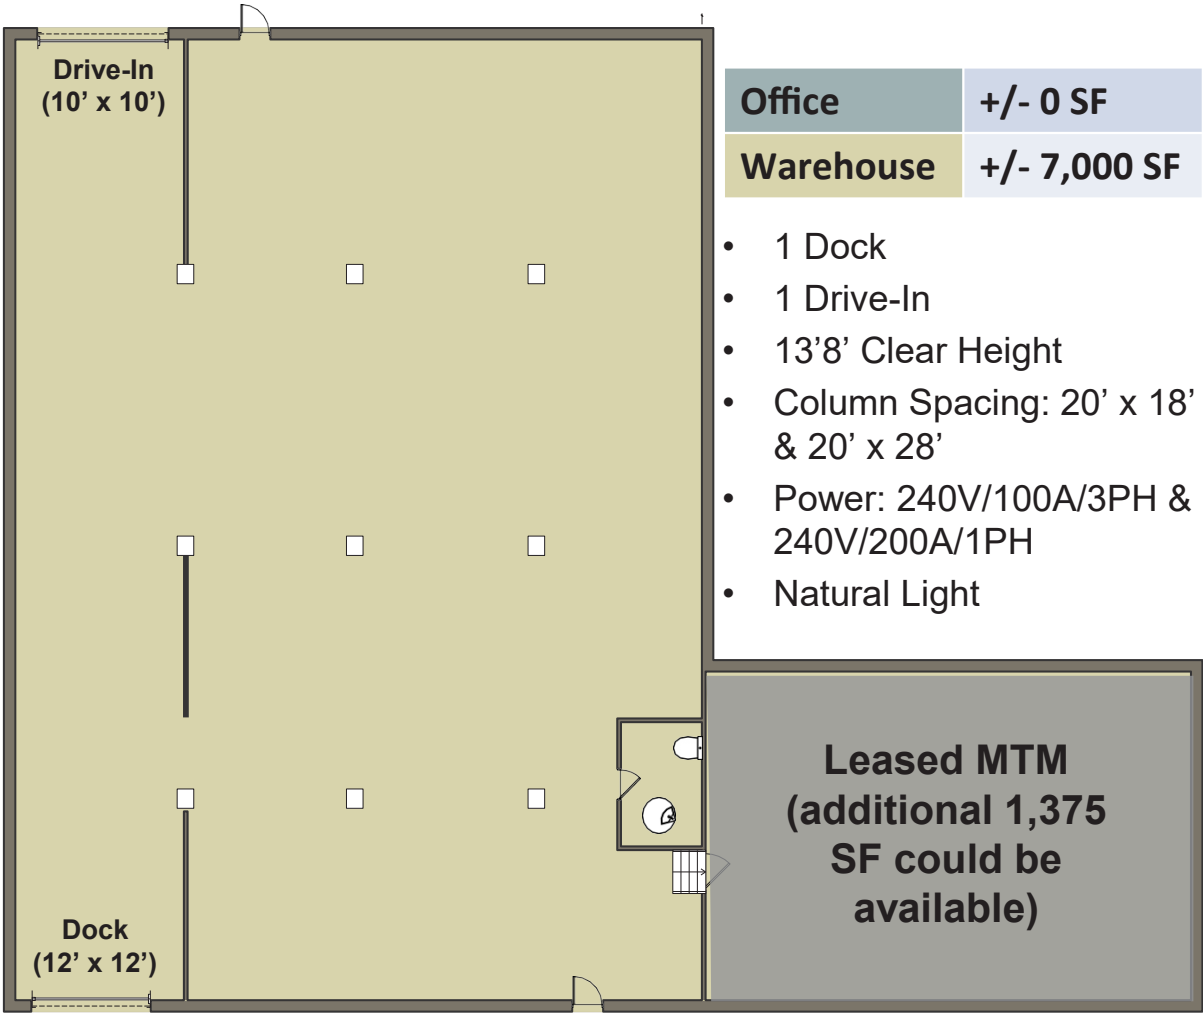 Drive-In
(10’ x 10’)
Office +/- 0 SF
Warehouse +/- 7,000 SF
• 1 Dock
• 1 Drive-In
• 13’8’ Clear Height
• Column Spacing: 20’ x 18’
& 20’ x 28’
• Power: 240V/100A/3PH &
240V/200A/1PH
• Natural Light
Leased MTM
(additional 1,375
SF could be
available)
Dock
(12’ x 12’)